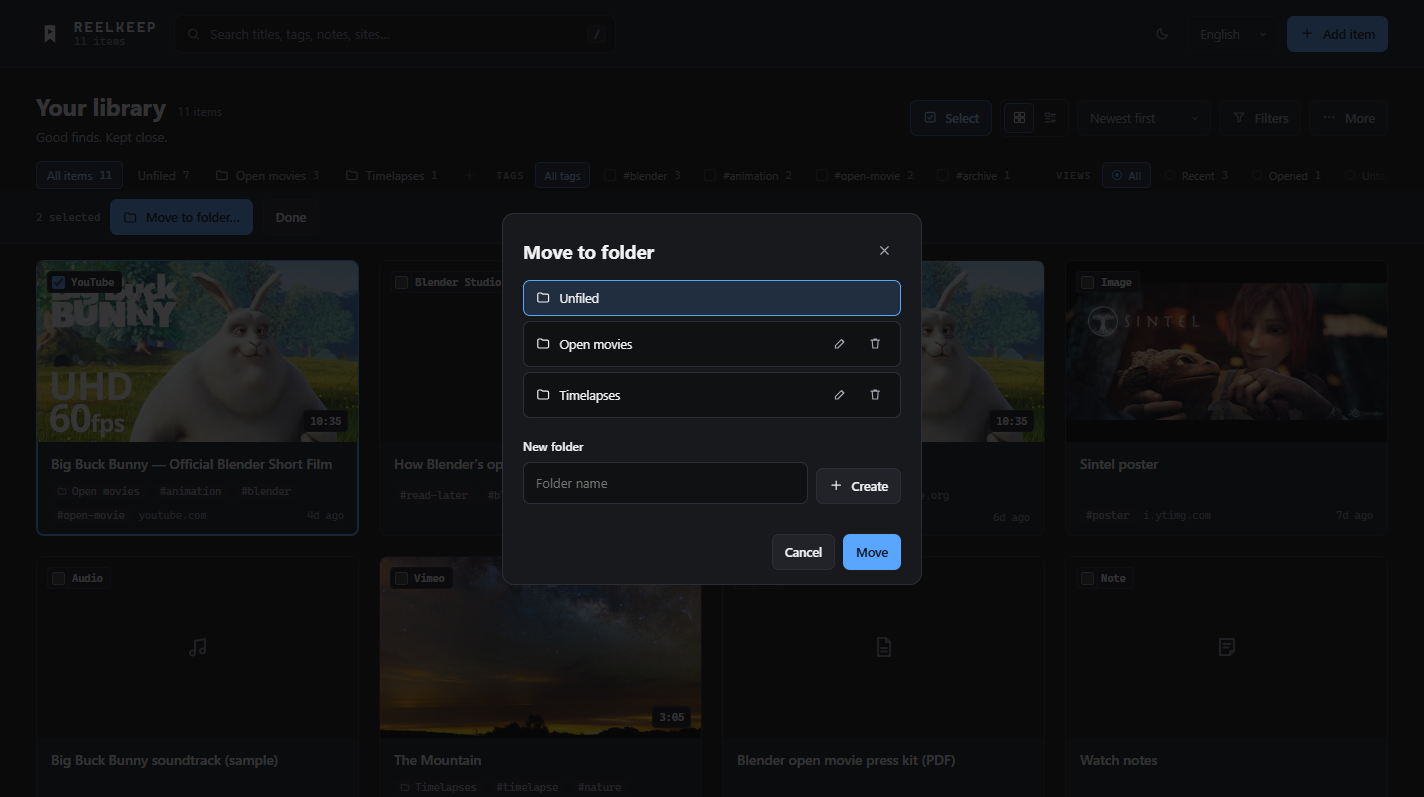 REELKEEP
11 items
Search titles, tags, notes, sites... /
English
Add item
Your library 11 items
Good finds. Kept close.
Select
Newest first
Filters
More
All items 11 Unfiled 7 Open movies 3 Timelapses 1 + TAGS All tags #blender 3 #animation 2 #open-movie 2 #archive 1 VIEWS All Recent 3 Opened 1
2 selected Move to folder... Done
Move to folder
Unfiled
Open movies
Timelapses
New folder
Folder name
Create
Cancel Move
YouTube
Big Buck
BUNNY
UHD
60fps
10:35
Big Buck Bunny — Official Blender Short Film
Open movies #animation #blender
#open-movie youtube.com 4d ago
Blender Studio
How Blender's
#read-later
10:35
6d ago
Image
SINTEL
Sintel poster
#poster i.ytimg.com 7d ago
Audio
Big Buck Bunny soundtrack (sample)
Vimeo
3:05
The Mountain
Timelapses #timelapse #nature
Blender open movie press kit (PDF)
Note
Watch notes